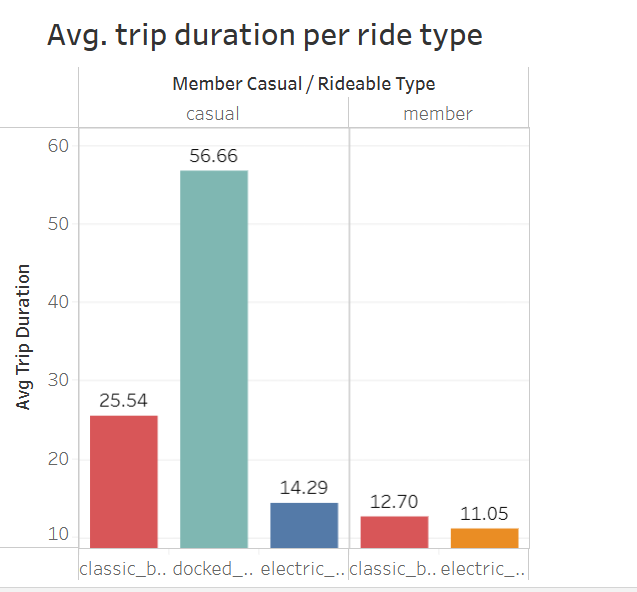 Avg. trip duration per ride type
Member Casual / Rideable Type
casual member
60
50
40
30
20
10
Avg Trip Duration
56.66
25.54
14.29
12.70
11.05
classic_b.. docked_.. electric_.. classic_b.. electric_..